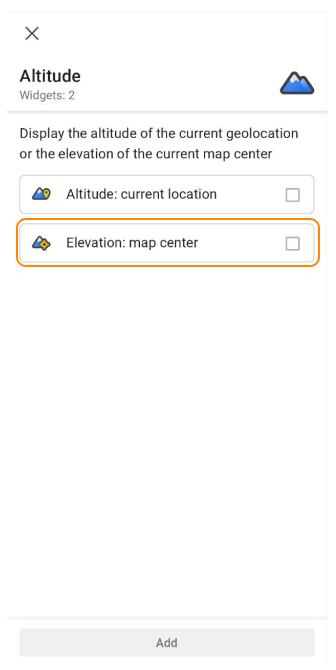 Altitude
Widgets: 2
Display the altitude of the current geolocation
or the elevation of the current map center
Altitude: current location
Elevation: map center
Add